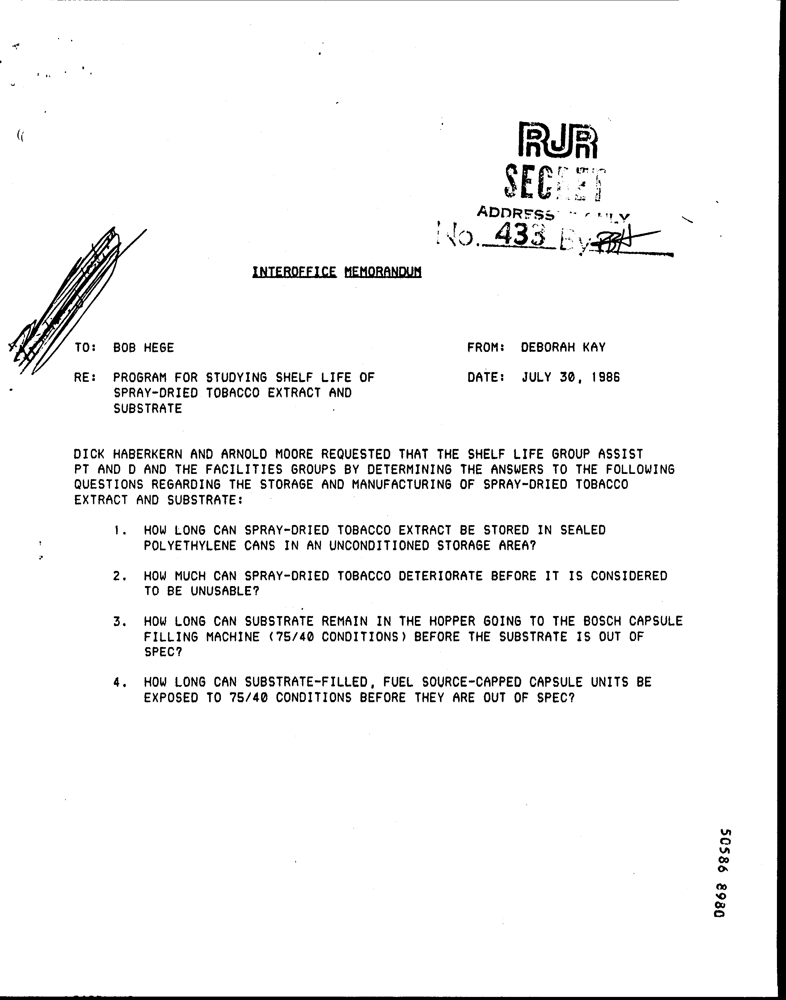 RJR
SECRET
ADDRESS
No. 433 By
INTEROFFICE MEMORANDUM
TO: BOB HEGE
FROM: DEBORAH KAY
RE: PROGRAM FOR STUDYING SHELF LIFE OF
SPRAY-DRIED TOBACCO EXTRACT AND
SUBSTRATE
DATE: JULY 30, 1986
DICK HABERKERN AND ARNOLD MOORE REQUESTED THAT THE SHELF LIFE GROUP ASSIST
PT AND D AND THE FACILITIES GROUPS BY DETERMINING THE ANSWERS TO THE FOLLOWING
QUESTIONS REGARDING THE STORAGE AND MANUFACTURING OF SPRAY-DRIED TOBACCO
EXTRACT AND SUBSTRATE:
1. HOW LONG CAN SPRAY-DRIED TOBACCO EXTRACT BE STORED IN SEALED
POLYETHYLENE CANS IN AN UNCONDITIONED STORAGE AREA?
2. HOW MUCH CAN SPRAY-DRIED TOBACCO DETERIORATE BEFORE IT IS CONSIDERED
TO BE UNUSABLE?
3. HOW LONG CAN SUBSTRATE REMAIN IN THE HOPPER GOING TO THE BOSCH CAPSULE
FILLING MACHINE (75/40 CONDITIONS) BEFORE THE SUBSTRATE IS OUT OF
SPEC?
4. HOW LONG CAN SUBSTRATE-FILLED, FUEL SOURCE-CAPPED CAPSULE UNITS BE
EXPOSED TO 75/40 CONDITIONS BEFORE THEY ARE OUT OF SPEC?
50586 8980